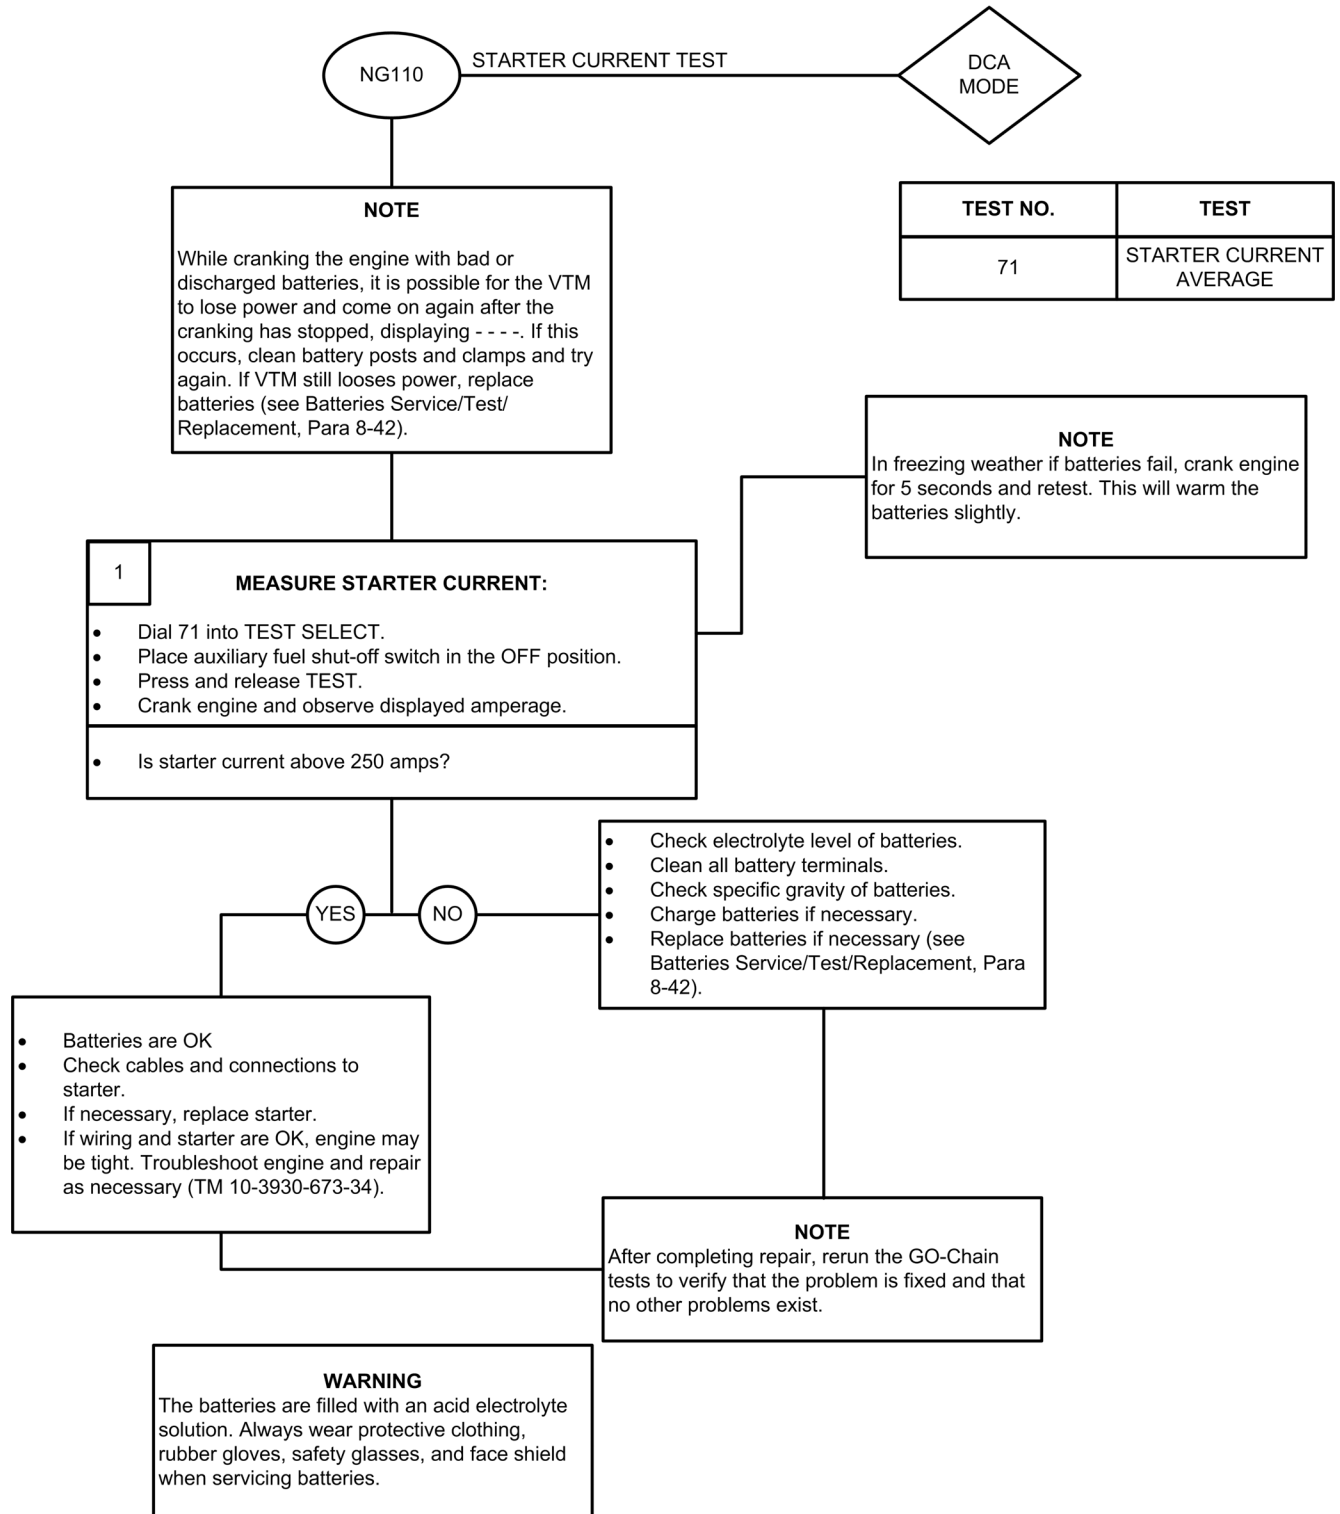 NG110
STARTER CURRENT TEST
DCA
MODE
TEST NO.
TEST
71
STARTER CURRENT
AVERAGE
NOTE
While cranking the engine with bad or
discharged batteries, it is possible for the VTM
to lose power and come on again after the
cranking has stopped, displaying - - - -. If this
occurs, clean battery posts and clamps and try
again. If VTM still looses power, replace
batteries (see Batteries Service/Test/
Replacement, Para 8-42).
NOTE
In freezing weather if batteries fail, crank engine
for 5 seconds and retest. This will warm the
batteries slightly.
1
MEASURE STARTER CURRENT:
• Dial 71 into TEST SELECT.
• Place auxiliary fuel shut-off switch in the OFF position.
• Press and release TEST.
• Crank engine and observe displayed amperage.
• Is starter current above 250 amps?
YES
NO
• Check electrolyte level of batteries.
• Clean all battery terminals.
• Check specific gravity of batteries.
• Charge batteries if necessary.
• Replace batteries if necessary (see
Batteries Service/Test/Replacement, Para
8-42).
• Batteries are OK
• Check cables and connections to
starter.
• If necessary, replace starter.
• If wiring and starter are OK, engine may
be tight. Troubleshoot engine and repair
as necessary (TM 10-3930-673-34).
NOTE
After completing repair, rerun the GO-Chain
tests to verify that the problem is fixed and that
no other problems exist.
WARNING
The batteries are filled with an acid electrolyte
solution. Always wear protective clothing,
rubber gloves, safety glasses, and face shield
when servicing batteries.